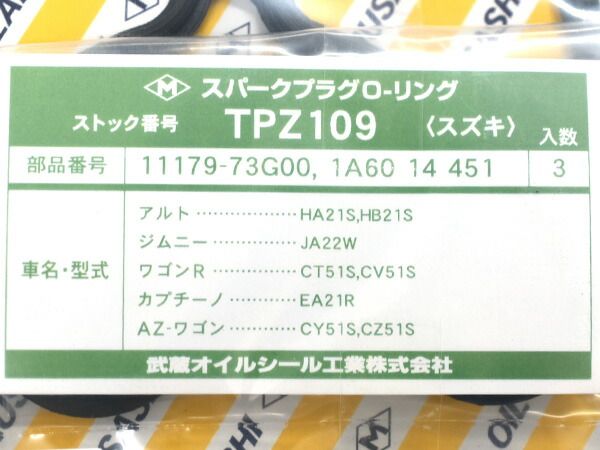 M スパークプラグO-リング
ストック番号 TPZ109 〈スズキ〉 入数
部品番号 11179-73G00, 1A60 14 451 3
アルト ………………… HA21S,HB21S
ジムニー ……………… JA22W
車名・型式 ワゴンR ……………… CT51S,CV51S
カプチーノ …………… EA21R
AZ-ワゴン …………… CY51S,CZ51S
武蔵オイルシール工業株式会社